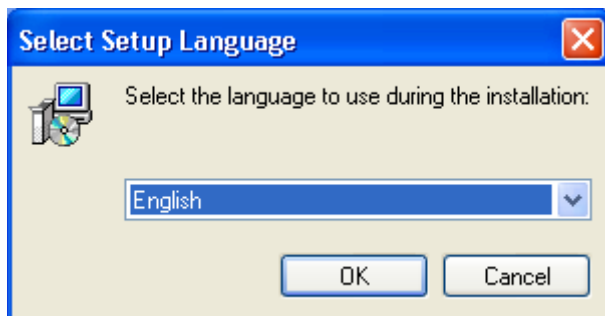 Select Setup Language
Select the language to use during the installation:
English
OK
Cancel